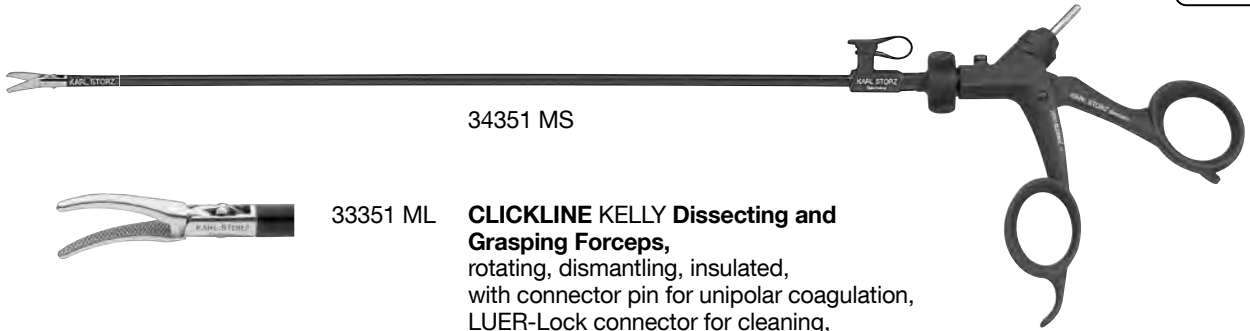 KARL STORZ
KARL STORZ
34351 MS
KARL STORZ
33351 ML CLICKLINE KELLY Dissecting and
Grasping Forceps,
rotating, dismantling, insulated,
with connector pin for unipolar coagulation,
LUER-Lock connector for cleaning,